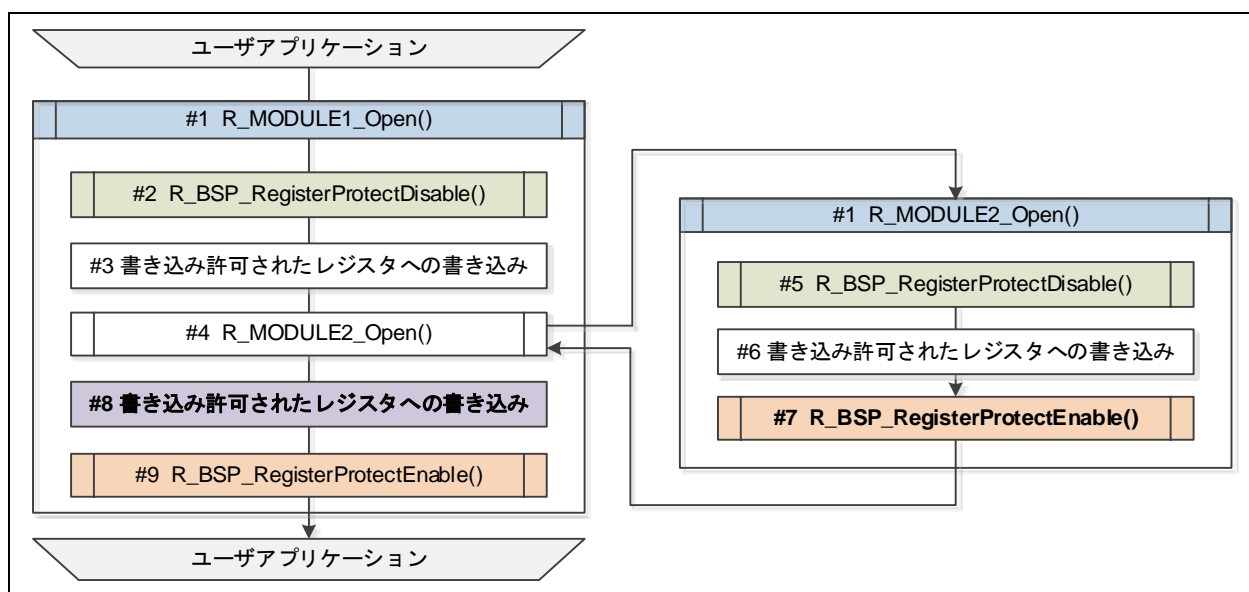 ユーザアプリケーション
#1 R_MODULE1_Open()
#2 R_BSP_RegisterProtectDisable()
#3 書き込み許可されたレジスタへの書き込み
#4 R_MODULE2_Open()
#8 書き込み許可されたレジスタへの書き込み
#9 R_BSP_RegisterProtectEnable()
ユーザアプリケーション
#1 R_MODULE2_Open()
#5 R_BSP_RegisterProtectDisable()
#6 書き込み許可されたレジスタへの書き込み
#7 R_BSP_RegisterProtectEnable()